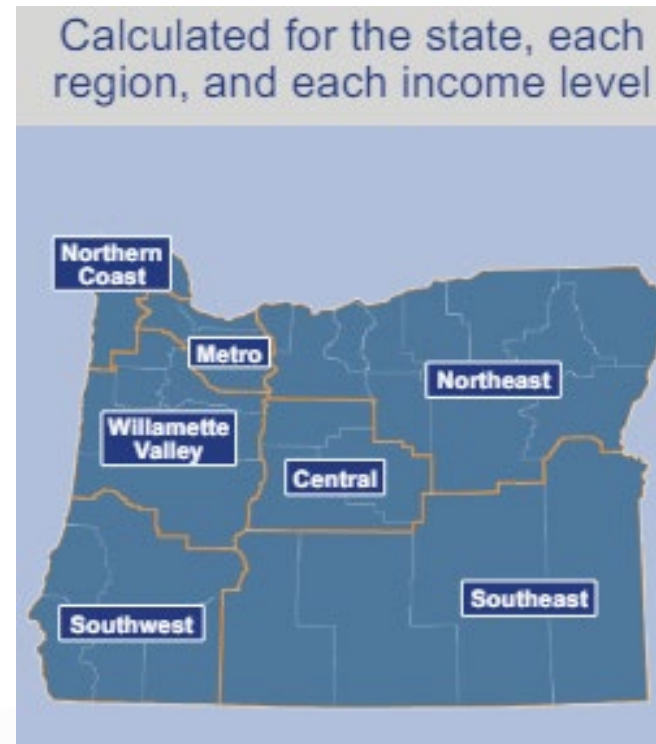 Calculated for the state, each
region, and each income level
Northern
Coast
Metro
Northeast
Willamette
Valley
Central
Southeast
Southwest